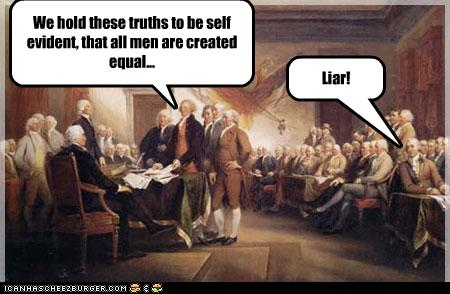 We hold these truths to be self
evident, that all men are created
equal...
Liar!
ICANHASCHEEZBURGER.COM